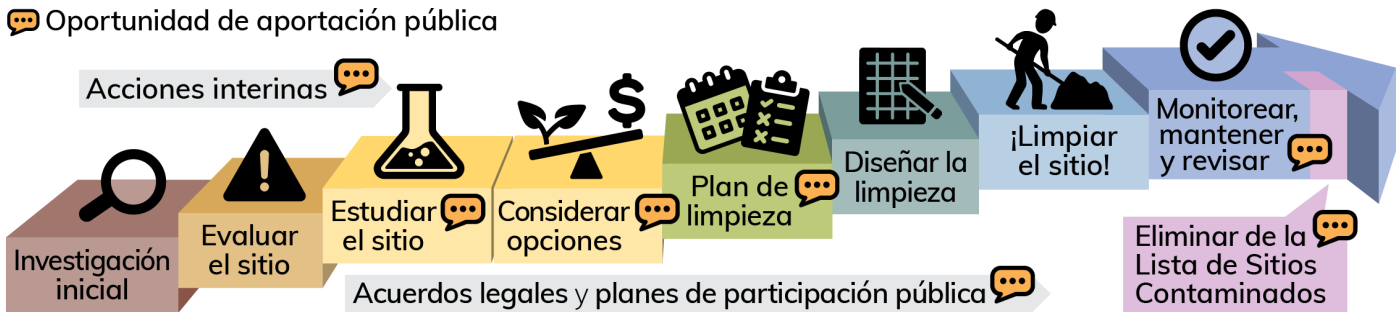 Oportunidad de aportación pública
Acciones interinas
Investigación
inicial
Evaluar
el sitio
Estudiar
el sitio
Considerar
opciones
Plan de
limpieza
Diseñar la
limpieza
¡Limpiar
el sitio!
Monitorear,
mantener
y revisar
Eliminar de la
Lista de Sitios
Contaminados
Acuerdos legales y planes de participación pública